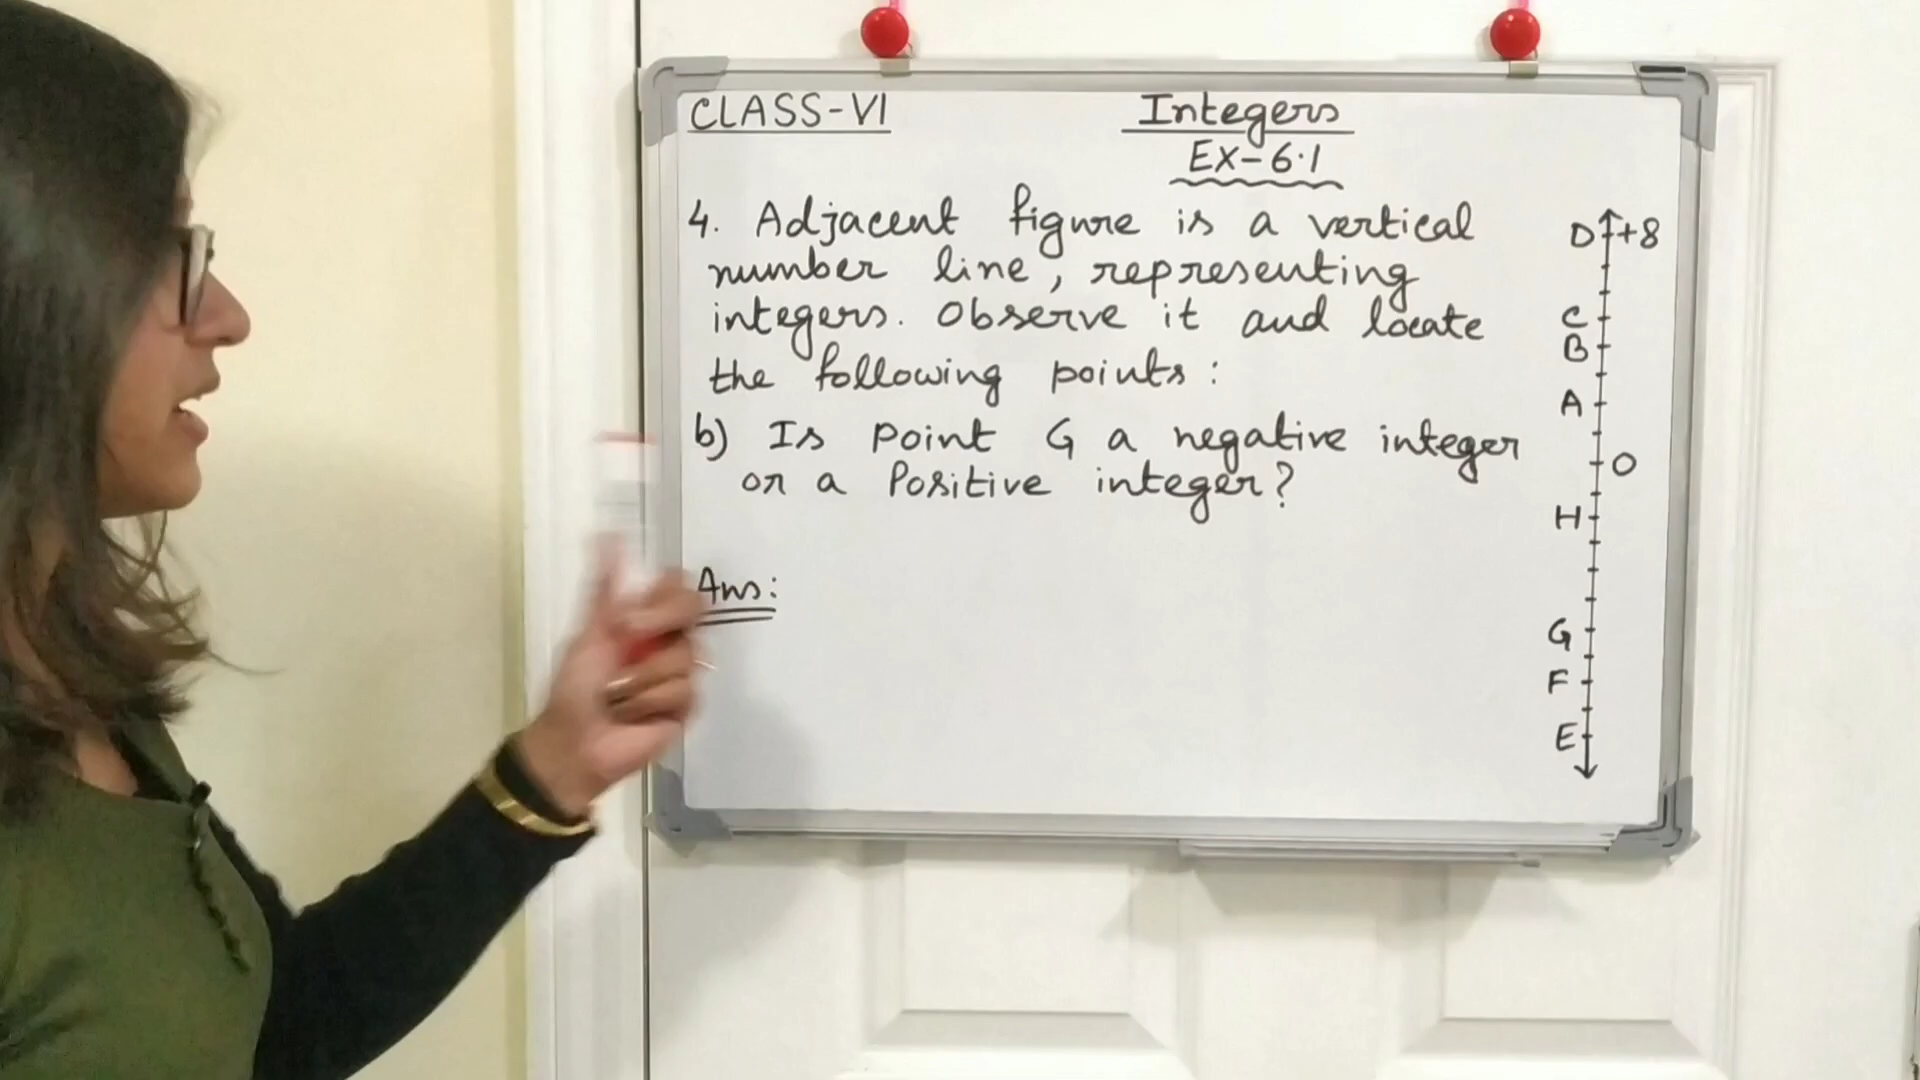 CLASS-VI
Integers
EX-6.1
4. Adjacent figure is a vertical
number line, representing
integers. Observe it and locate
the following points:
b) Is Point G a negative integer
or a Positive integer?
Ans:
D +8
C
B
A
O
H
G
F
E